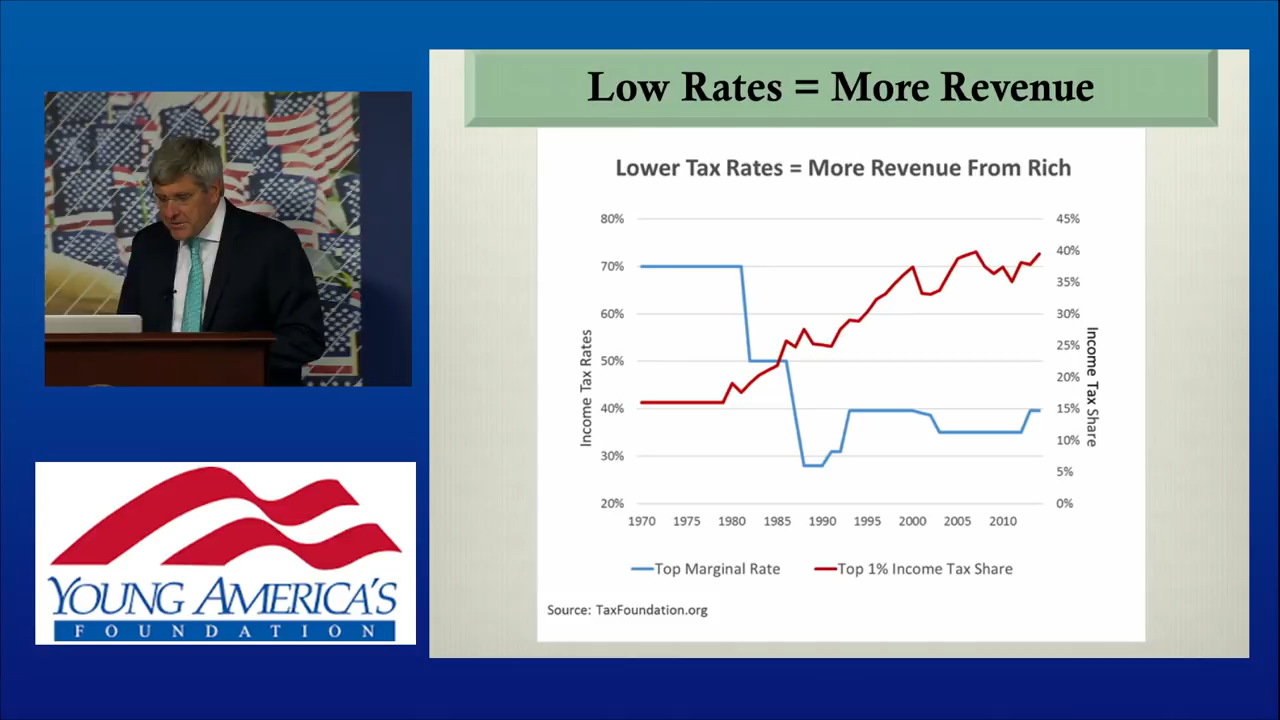 Low Rates = More Revenue
Lower Tax Rates = More Revenue From Rich
80%
70%
60%
50%
40%
30%
20%
Income Tax Rates
45%
40%
35%
30%
25%
20%
15%
10%
5%
0%
Income Tax Share
1970 1975 1980 1985 1990 1995 2000 2005 2010
Top Marginal Rate Top 1% Income Tax Share
Source: TaxFoundation.org
YOUNG AMERICA'S
FOUNDATION